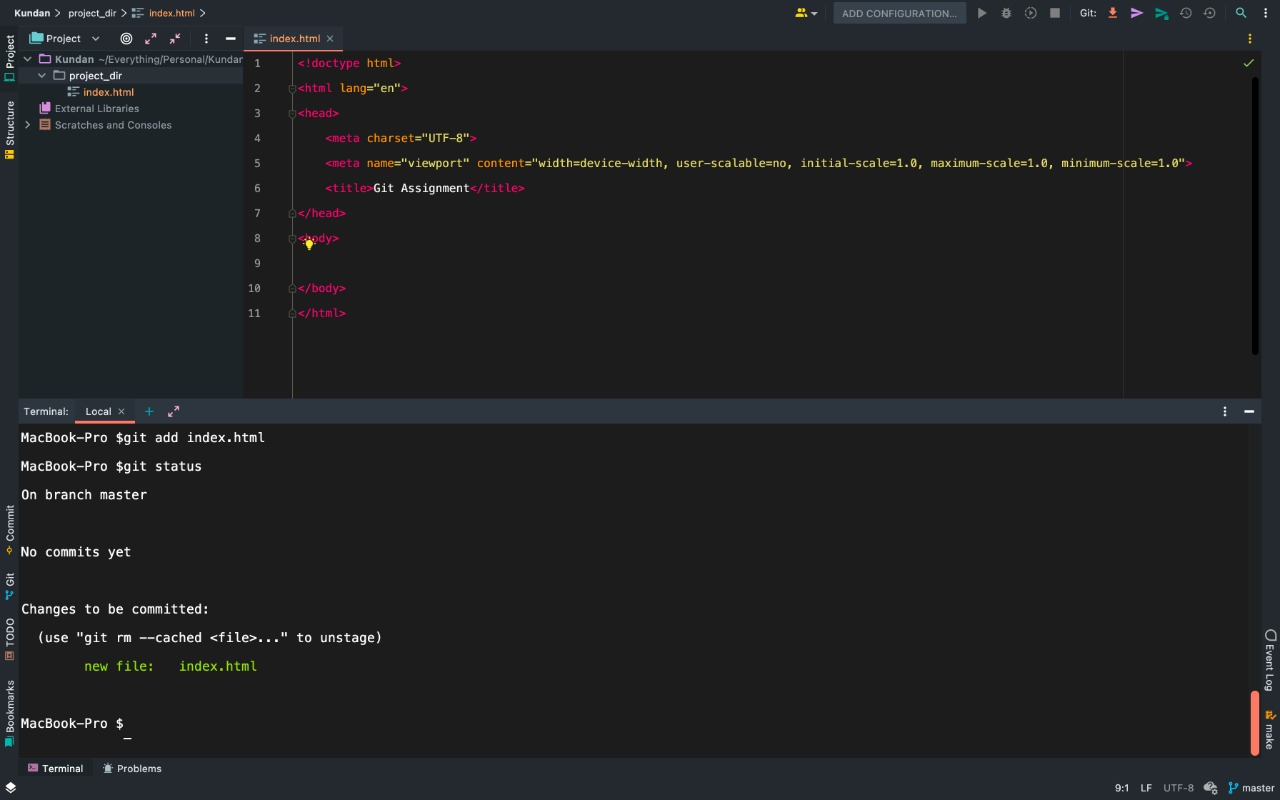 Kundan project_dir index.html
ADD CONFIGURATION...
Git:
Project
index.html
Kundan ~/Everything/Personal/Kundan
project_dir
index.html
External Libraries
Scratches and Consoles
Project
Structure
Commit
Git
TODO
Bookmarks
1 <!doctype html>
2 <html lang="en">
3 <head>
4 <meta charset="UTF-8">
5 <meta name="viewport" content="width=device-width, user-scalable=no, initial-scale=1.0, maximum-scale=1.0, minimum-scale=1.0">
6 <title>Git Assignment</title>
7 </head>
8 <body>
9
10 </body>
11 </html>
Terminal: Local
MacBook-Pro $git add index.html
MacBook-Pro $git status
On branch master
No commits yet
Changes to be committed:
(use "git rm --cached <file>..." to unstage)
new file: index.html
MacBook-Pro $
Event Log
make
Terminal Problems
9:1 LF UTF-8 master